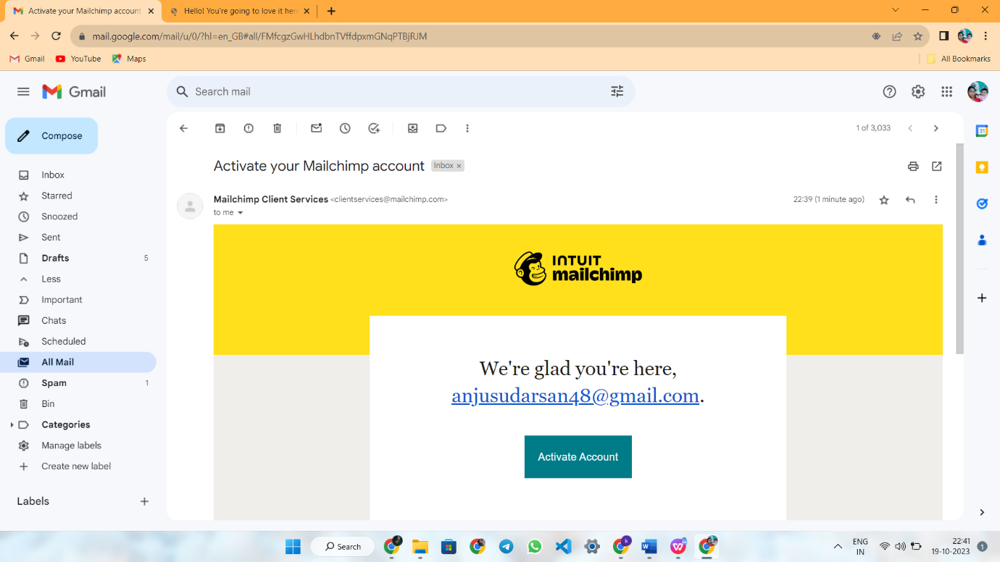 Activate your Mailchimp account
Hello! You're going to love it here
mail.google.com/mail/u/0/?hl=en_GB#all/FMfcgzGwHLhdbnTVffdpxmGNqPTBjRJM
Gmail YouTube Maps All Bookmarks
Gmail
Search mail
Compose
1 of 3,033
Inbox
Starred
Snoozed
Sent
Drafts 5
Less
Important
Chats
Scheduled
All Mail
Spam 1
Bin
Categories
Manage labels
Create new label
Labels
Activate your Mailchimp account Inbox
Mailchimp Client Services <clientservices@mailchimp.com> 22:39 (1 minute ago)
to me
INTUIT
mailchimp
We're glad you're here,
anjusudarsan48@gmail.com.
Activate Account
31
Search
k
W
ENG
IN
22:41
19-10-2023
1